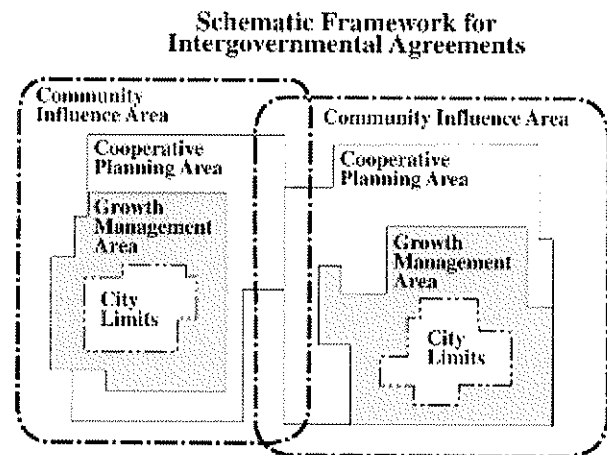 Schematic Framework for
Intergovernmental Agreements
Community
Influence Area
Cooperative
Planning Area
Growth
Management
Area
City
Limits
Community Influence Area
Cooperative
Planning Area
Growth
Management
Area
City
Limits